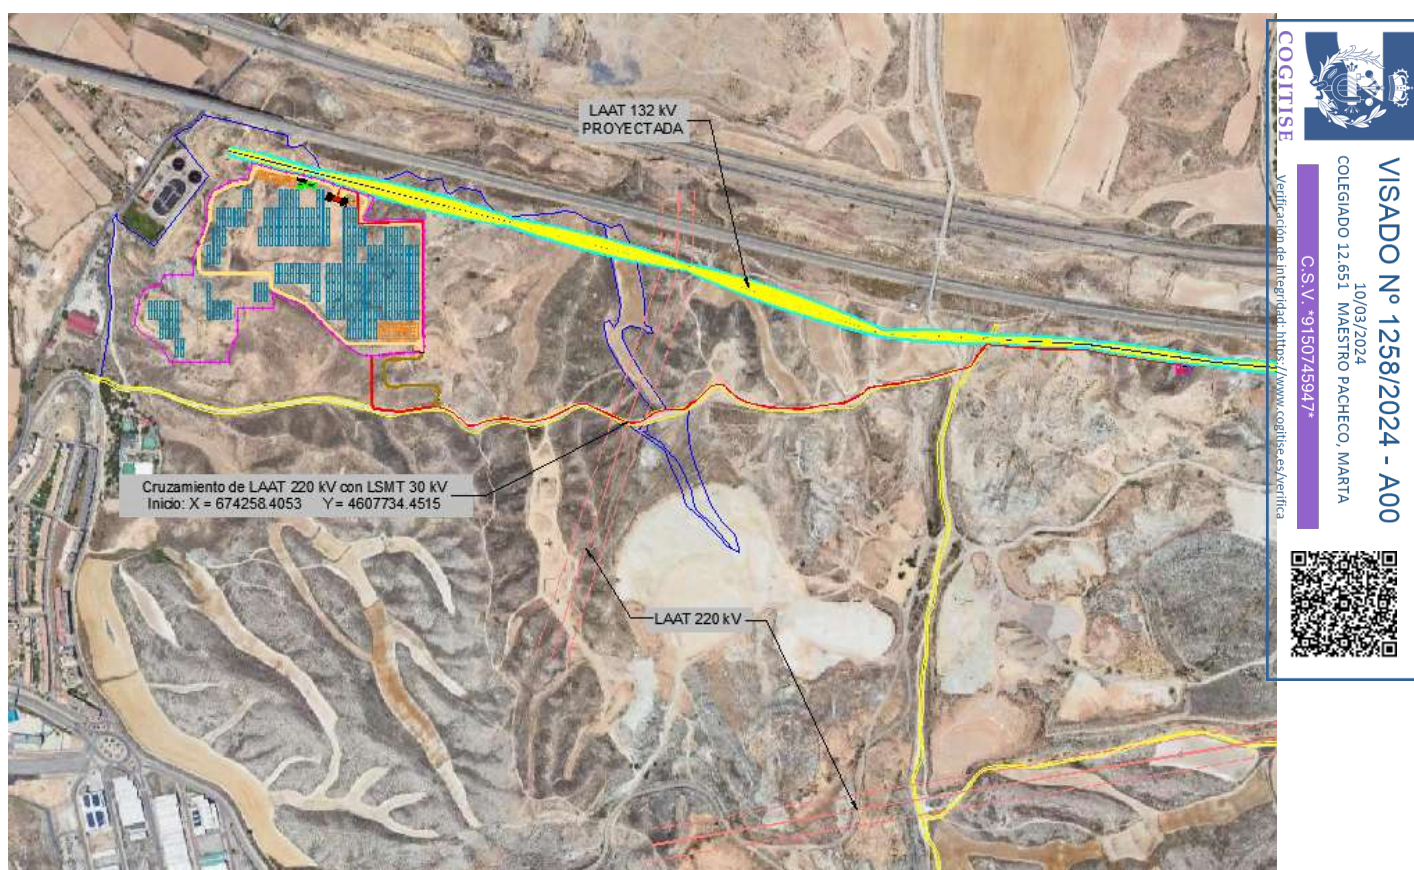 LAAT 132 kV
PROYECTADA
Cruzamiento de LAAT 220 kV con LSMT 30 kV
Inicio: X = 674258.4053 Y = 4607734.4515
LAAT 220 kV
COGITISE
VISADO Nº 1258/2024 - A00
10/03/2024
COLEGIADO 12.651 MAESTRO PACHECO, MARTA
C.S.V. *9150745947*
Verificación de integridad: https://www.cogitise.es/verifica